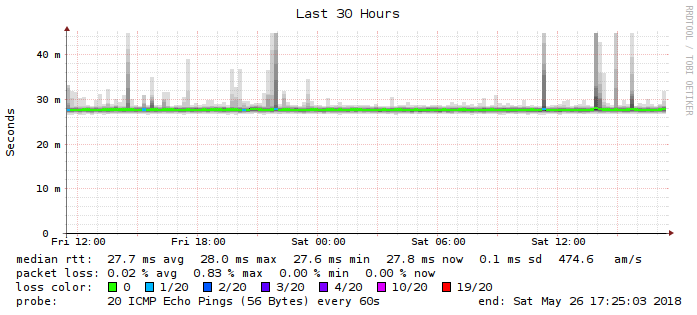 Last 30 Hours
RRDTOOL / TOBI OETIKER
Seconds
40 m
30 m
20 m
10 m
0
Fri 12:00 Fri 18:00 Sat 00:00 Sat 06:00 Sat 12:00
median rtt: 27.7 ms avg 28.0 ms max 27.6 ms min 27.8 ms now 0.1 ms sd 474.6 am/s
packet loss: 0.02 % avg 0.83 % max 0.00 % min 0.00 % now
loss color: 0 1/20 2/20 3/20 4/20 10/20 19/20
probe: 20 ICMP Echo Pings (56 Bytes) every 60s end: Sat May 26 17:25:03 2018